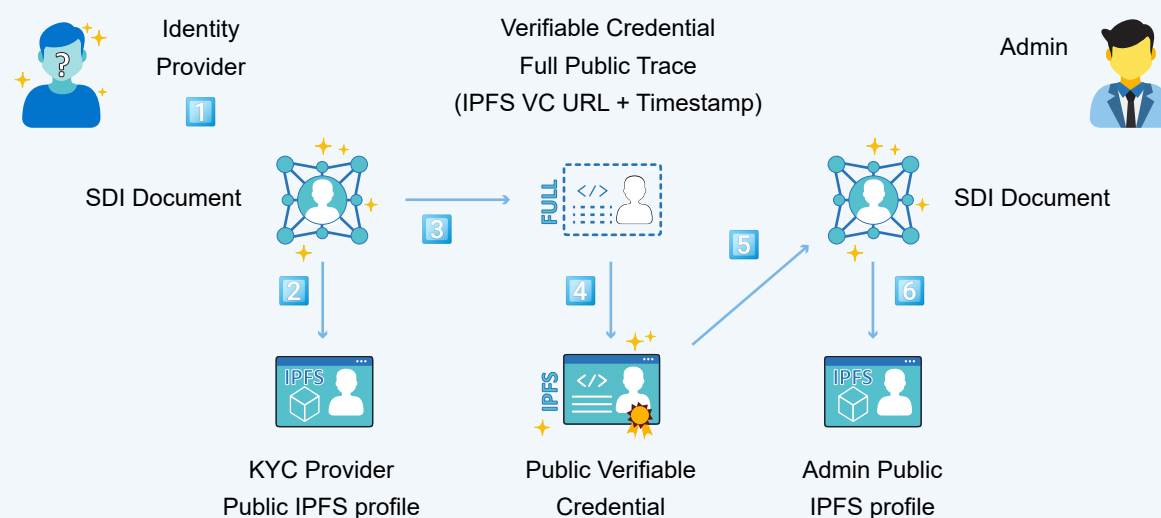 Identity
Provider
1
Verifiable Credential
Full Public Trace
(IPFS VC URL + Timestamp)
Admin
?
SDI Document
3
FULL
</>
5
SDI Document
2
4
6
IPFS
IPFS
</>
IPFS
KYC Provider
Public IPFS profile
Public Verifiable
Credential
Admin Public
IPFS profile